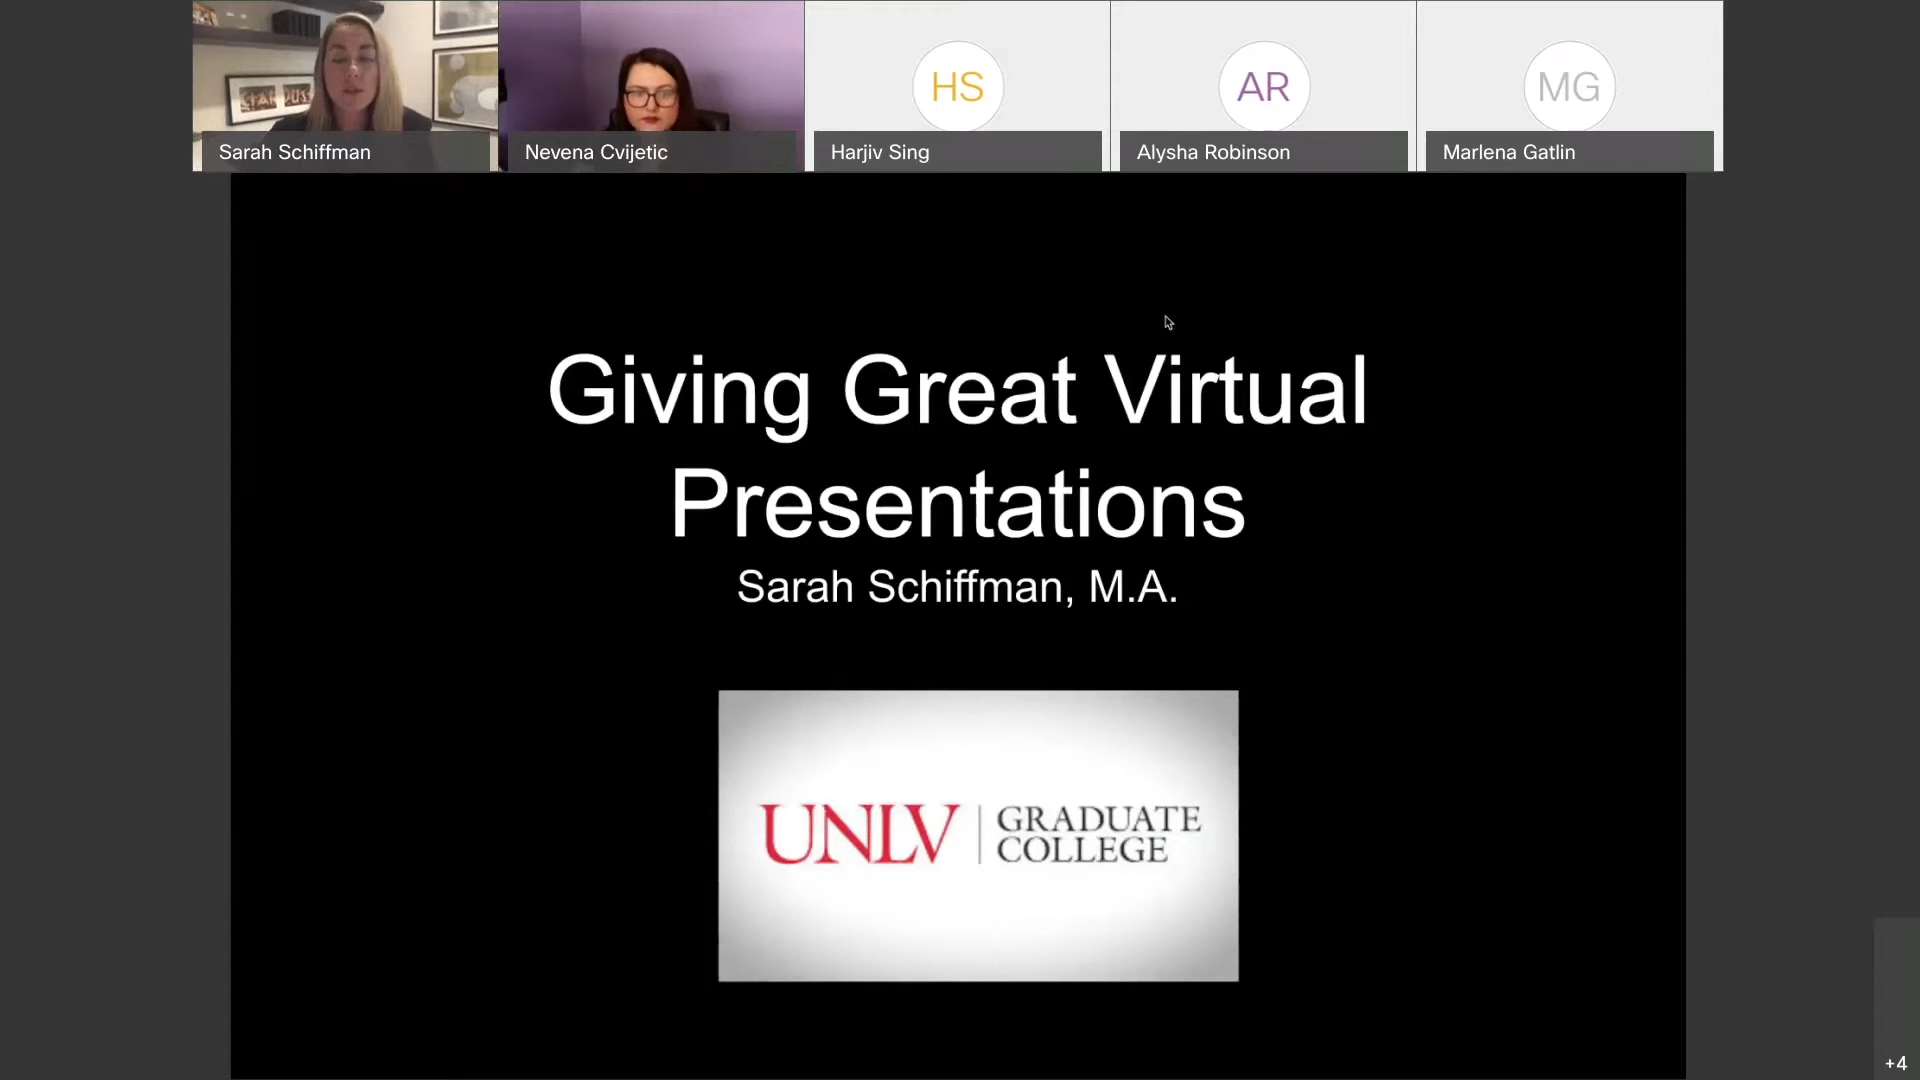 HS
AR
MG
Sarah Schiffman
Nevena Cvijetic
Harjiv Sing
Alysha Robinson
Marlena Gatlin
Giving Great Virtual
Presentations
Sarah Schiffman, M.A.
UNLV
GRADUATE
COLLEGE
+4